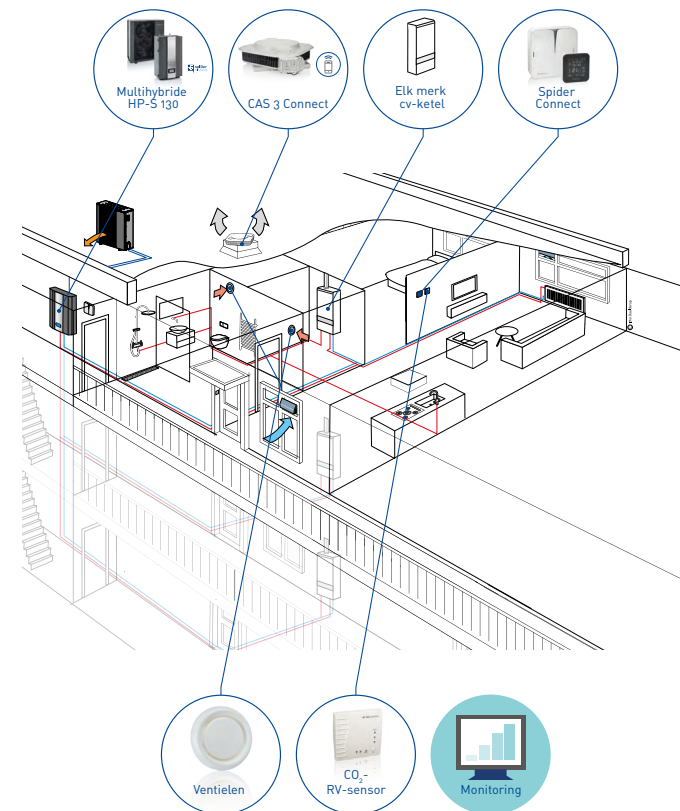 Multihybride
HP-S 130
CAS 3 Connect
Elk merk
cv-ketel
Spider
Connect
Ventielen
CO₂-
RV-sensor
Monitoring